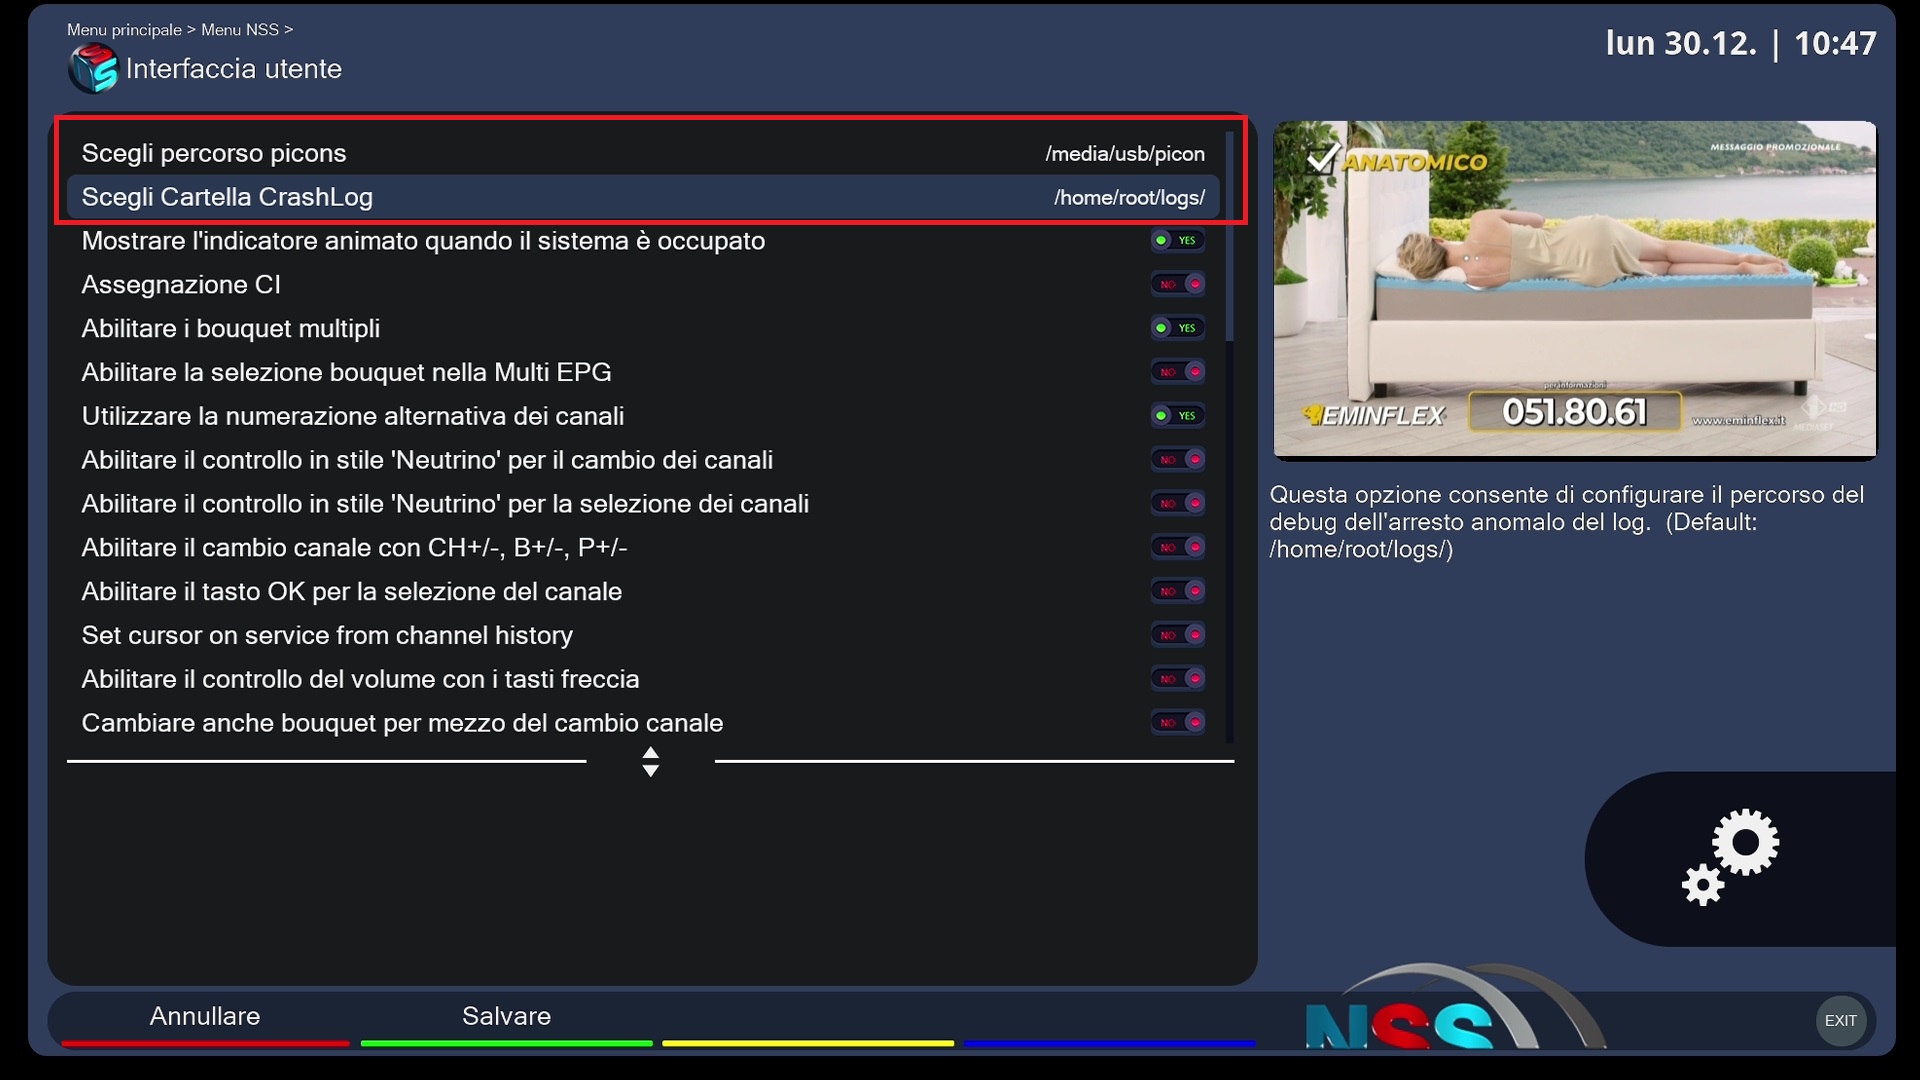 Menu principale > Menu NSS >
Interfaccia utente
lun 30.12. | 10:47
Scegli percorso picons /media/usb/picon
Scegli Cartella CrashLog /home/root/logs/
Mostrare l'indicatore animato quando il sistema è occupato YES
Assegnazione CI NO
Abilitare i bouquet multipli YES
Abilitare la selezione bouquet nella Multi EPG NO
Utilizzare la numerazione alternativa dei canali YES
Abilitare il controllo in stile 'Neutrino' per il cambio dei canali NO
Abilitare il controllo in stile 'Neutrino' per la selezione dei canali NO
Abilitare il cambio canale con CH+/-, B+/-, P+/- NO
Abilitare il tasto OK per la selezione del canale NO
Set cursor on service from channel history NO
Abilitare il controllo del volume con i tasti freccia NO
Cambiare anche bouquet per mezzo del cambio canale NO
ANATOMICO
MESSAGGIO PROMOZIONALE
per informazioni
EMINFLEX 051.80.61 www.eminflex.it
MEDIASET
Questa opzione consente di configurare il percorso del
debug dell'arresto anomalo del log. (Default:
/home/root/logs/)
Annullare Salvare
NSS
EXIT